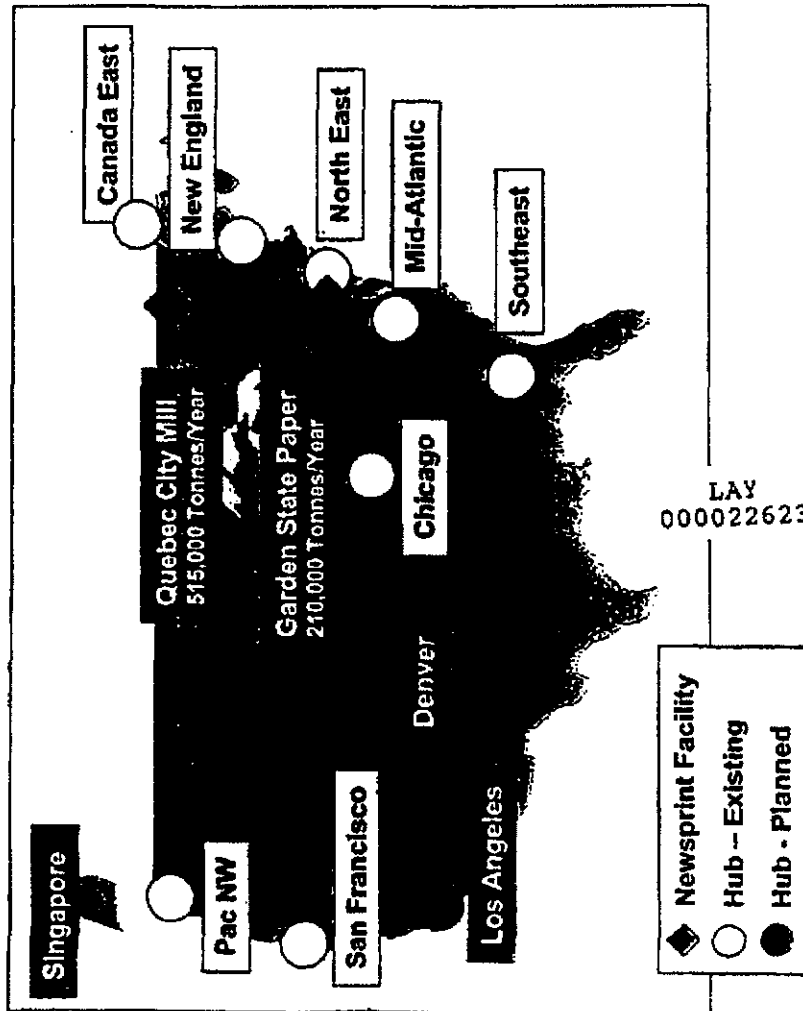 Singapore
Canada East
New England
Quebec City Mill
515,000 Tonnes/Year
Garden State Paper
210,000 Tonnes/Year
North East
Pac NW
Mid-Atlantic
San Francisco
Chicago
Denver
Southeast
Los Angeles
Newsprint Facility
Hub – Existing
Hub - Planned
LAY
000022623